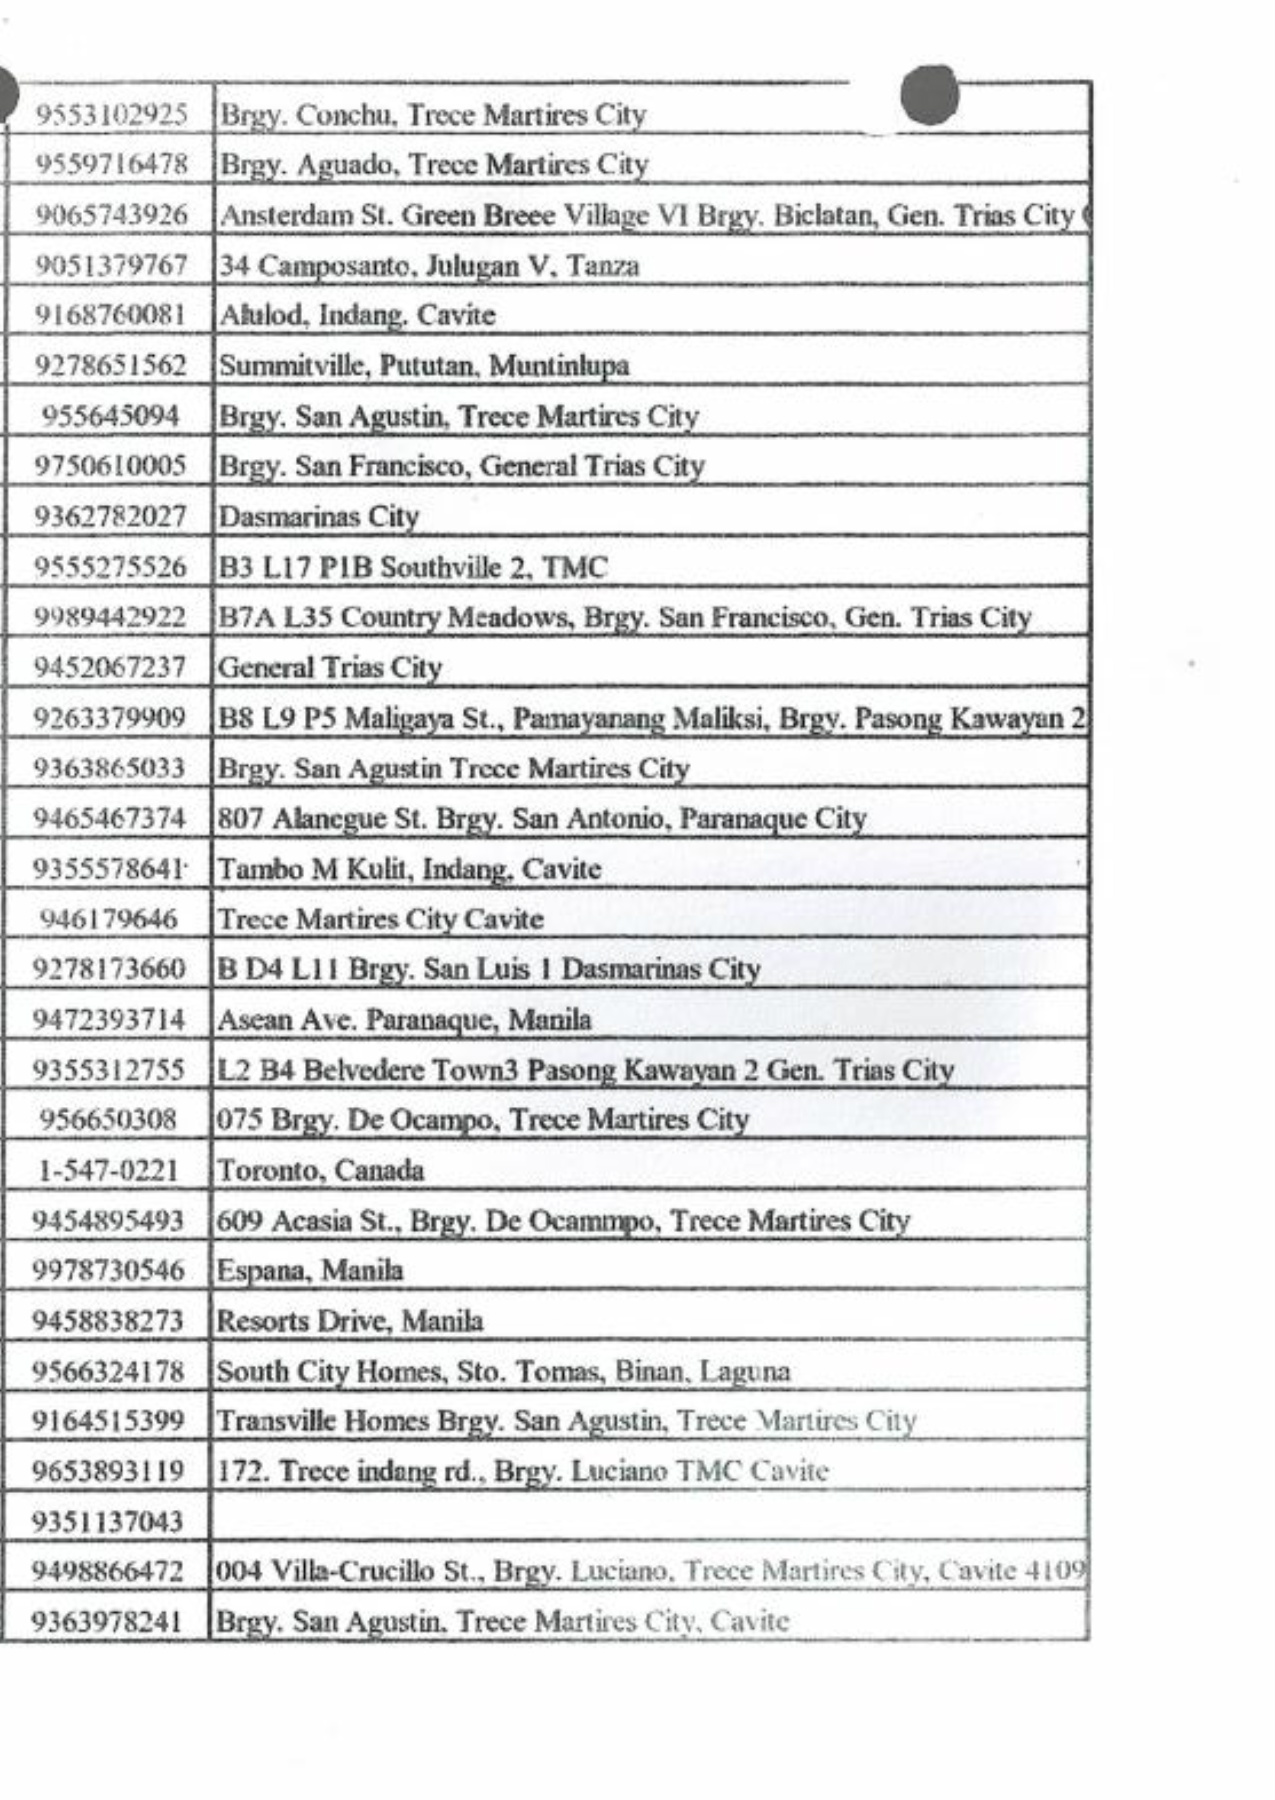 9553102925 Brgy. Conchu, Trece Martires City
9559716478 Brgy. Aguado, Trece Martires City
9065743926 Ansterdam St. Green Breee Village VI Brgy. Biclatan, Gen. Trias City
9051379767 34 Camposanto, Julugan V, Tanza
9168760081 Alulod, Indang, Cavite
9278651562 Summitville, Pututan, Muntinlupa
955645094 Brgy. San Agustin, Trece Martires City
9750610005 Brgy. San Francisco, General Trias City
9362782027 Dasmarinas City
9555275526 B3 L17 P1B Southville 2, TMC
9989442922 B7A L35 Country Meadows, Brgy. San Francisco, Gen. Trias City
9452067237 General Trias City
9263379909 B8 L9 P5 Maligaya St., Pamayanang Maliksi, Brgy. Pasong Kawayan 2
9363865033 Brgy. San Agustin Trece Martires City
9465467374 807 Alanegue St. Brgy. San Antonio, Paranaque City
9355578641 Tambo M Kulit, Indang, Cavite
946179646 Trece Martires City Cavite
9278173660 B D4 L11 Brgy. San Luis 1 Dasmarinas City
9472393714 Asean Ave. Paranaque, Manila
9355312755 L2 B4 Belvedere Town3 Pasong Kawayan 2 Gen. Trias City
956650308 075 Brgy. De Ocampo, Trece Martires City
1-547-0221 Toronto, Canada
9454895493 609 Acasia St., Brgy. De Ocammpo, Trece Martires City
9978730546 Espana, Manila
9458838273 Resorts Drive, Manila
9566324178 South City Homes, Sto. Tomas, Binan, Laguna
9164515399 Transville Homes Brgy. San Agustin, Trece Martires City
9653893119 172. Trece indang rd., Brgy. Luciano TMC Cavite
9351137043
9498866472 004 Villa-Crucillo St., Brgy. Luciano, Trece Martires City, Cavite 4109
9363978241 Brgy. San Agustin, Trece Martires City, Cavite